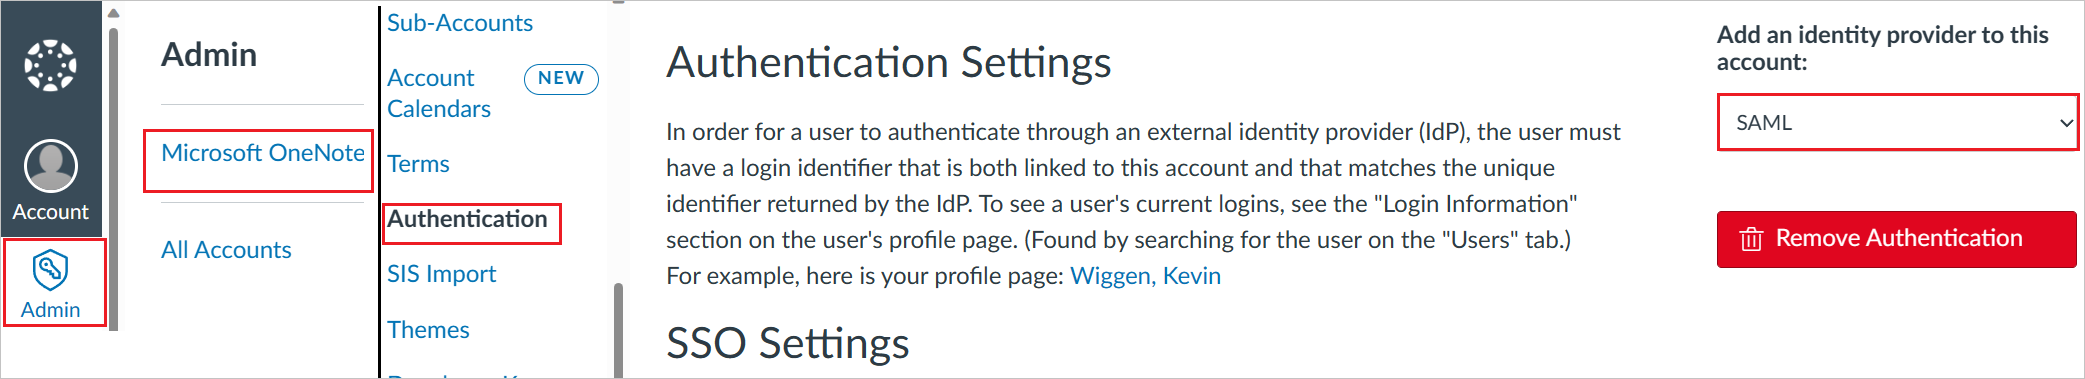 Account
Admin
Admin
Microsoft OneNote
All Accounts
Sub-Accounts
Account
Calendars
NEW
Terms
Authentication
SIS Import
Themes
Authentication Settings
In order for a user to authenticate through an external identity provider (IdP), the user must
have a login identifier that is both linked to this account and that matches the unique
identifier returned by the IdP. To see a user's current logins, see the "Login Information"
section on the user's profile page. (Found by searching for the user on the "Users" tab.)
For example, here is your profile page: Wiggen, Kevin
SSO Settings
Add an identity provider to this
account:
SAML
Remove Authentication